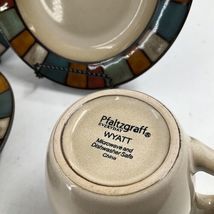 Pfaltzgraff®
EVERYDAY
WYATT
Microwave and
Dishwasher Safe
China